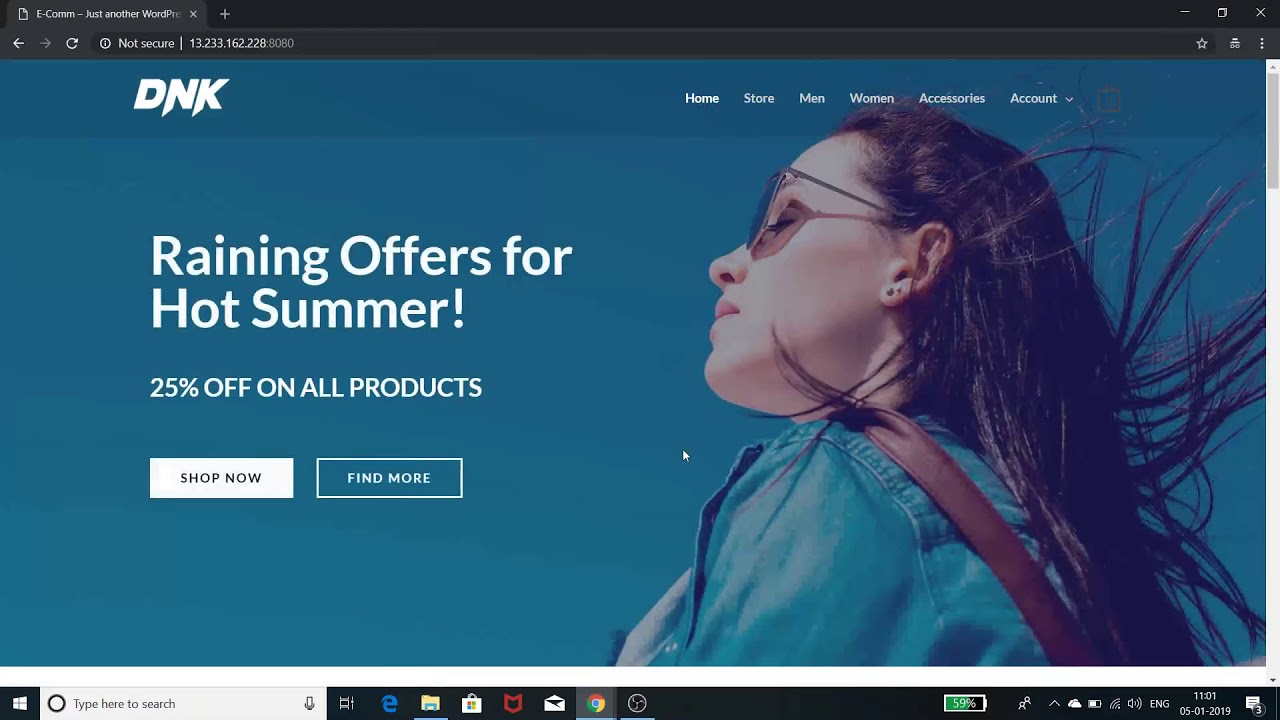 E-Comm – Just another WordPre
Not secure | 13.233.162.228:8080
DNK
Home Store Men Women Accessories Account
Raining Offers for
Hot Summer!
25% OFF ON ALL PRODUCTS
SHOP NOW FIND MORE
Type here to search
59%
ENG
11:01
05-01-2019
3